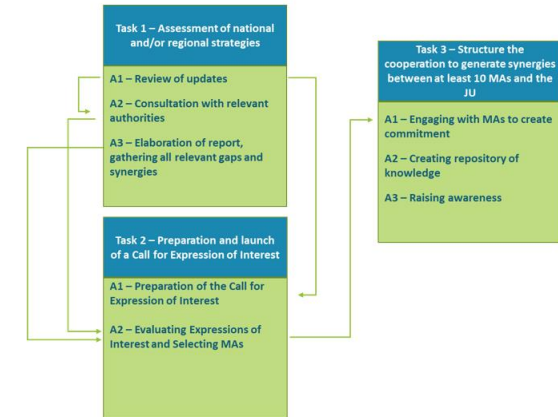 Task 1 – Assessment of national
and/or regional strategies
A1 – Review of updates
A2 – Consultation with relevant
authorities
A3 – Elaboration of report,
gathering all relevant gaps and
synergies
Task 2 – Preparation and launch
of a Call for Expression of Interest
A1 – Preparation of the Call for
Expression of Interest
A2 – Evaluating Expressions of
Interest and Selecting MAs
Task 3 – Structure the
cooperation to generate synergies
between at least 10 MAs and the
JU
A1 – Engaging with MAs to create
commitment
A2 – Creating repository of
knowledge
A3 – Raising awareness